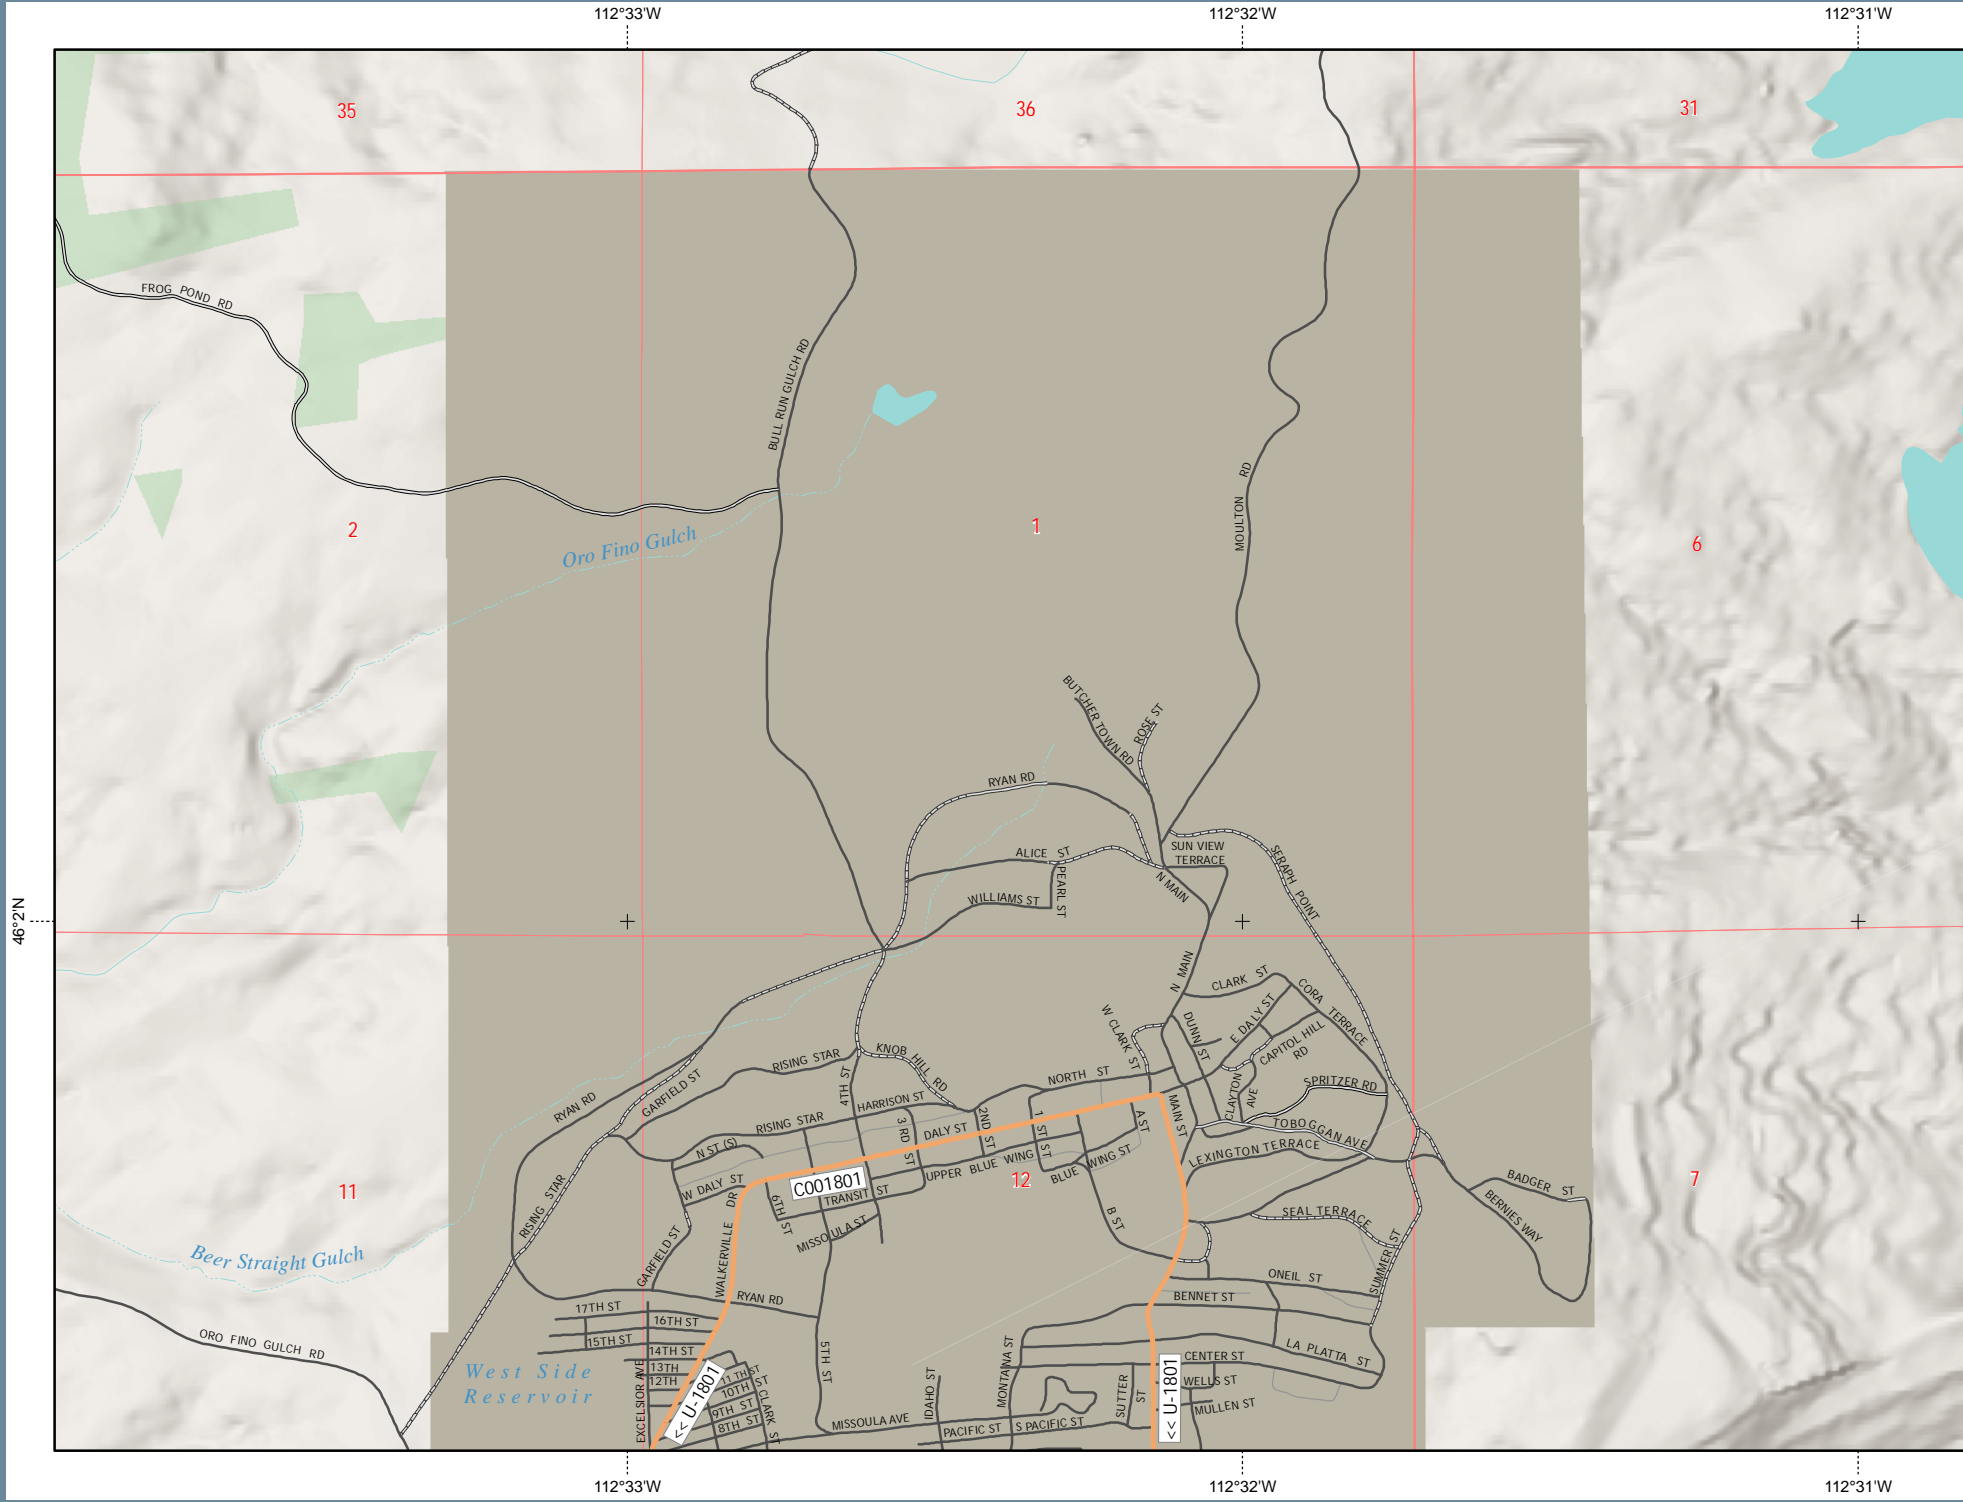 112°33'W
112°32'W
112°31'W
35
36
31
FROG POND RD
BULL RUN GULCH RD
MOULTON RD
2
1
6
Oro Fino Gulch
BUTCHER TOWN RD
ROSE ST
RYAN RD
ALICE ST
SUN VIEW
TERRACE
SERAPH POINT
PEARL ST
N MAIN
WILLIAMS ST
46°2'N
N MAIN
CLARK ST
CORA TERRACE
W CLARK ST
DUNN ST
E DALY ST
CAPITOL HILL
RD
KNOB HILL RD
RISING STAR
4TH ST
NORTH ST
GARFIELD ST
RYAN RD
HARRISON ST
CLAYTON
AVE
SPRITZER RD
RISING STAR
3 RD ST
DALY ST
2ND ST
1 ST ST
A ST
MAIN ST
TOBOGGAN AVE
N ST (S)
LEXINGTON TERRACE
UPPER BLUE WING
BLUE WING ST
11
W DALY ST
C001801
12
7
BADGER ST
BERNIES WAY
RISING STAR
6TH ST
TRANSIT ST
MISSOULA ST
B ST
SEAL TERRACE
Beer Straight Gulch
GARFIELD ST
WALKERVILLE DR
SUMMER ST
ONEIL ST
RYAN RD
BENNET ST
17TH ST
16TH ST
15TH ST
ORO FINO GULCH RD
14TH ST
13TH
12TH
11 TH ST
10TH ST
9TH ST
8TH ST
CLARK ST
5TH ST
LA PLATTA ST
CENTER ST
WELLS ST
MULLEN ST
West Side
Reservoir
EXCELSIOR AVE
<< U-1801
IDAHO ST
MONTANA ST
SUTTER
ST
<< U-1801
MISSOULA AVE
PACIFIC ST
S PACIFIC ST
112°33'W
112°32'W
112°31'W